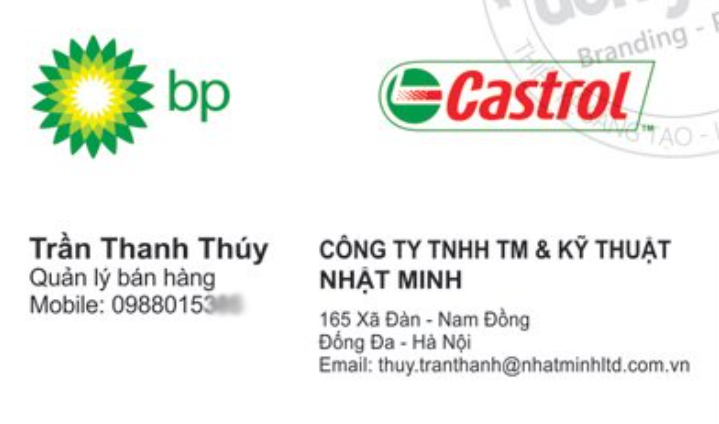 bp
Castrol
Branding -
Trần Thanh Thúy
Quản lý bán hàng
Mobile: 0988015
CÔNG TY TNHH TM & KỸ THUẬT
NHẬT MINH
165 Xã Đàn - Nam Đồng
Đống Đa - Hà Nội
Email: thuy.tranthanh@nhatminhltd.com.vn